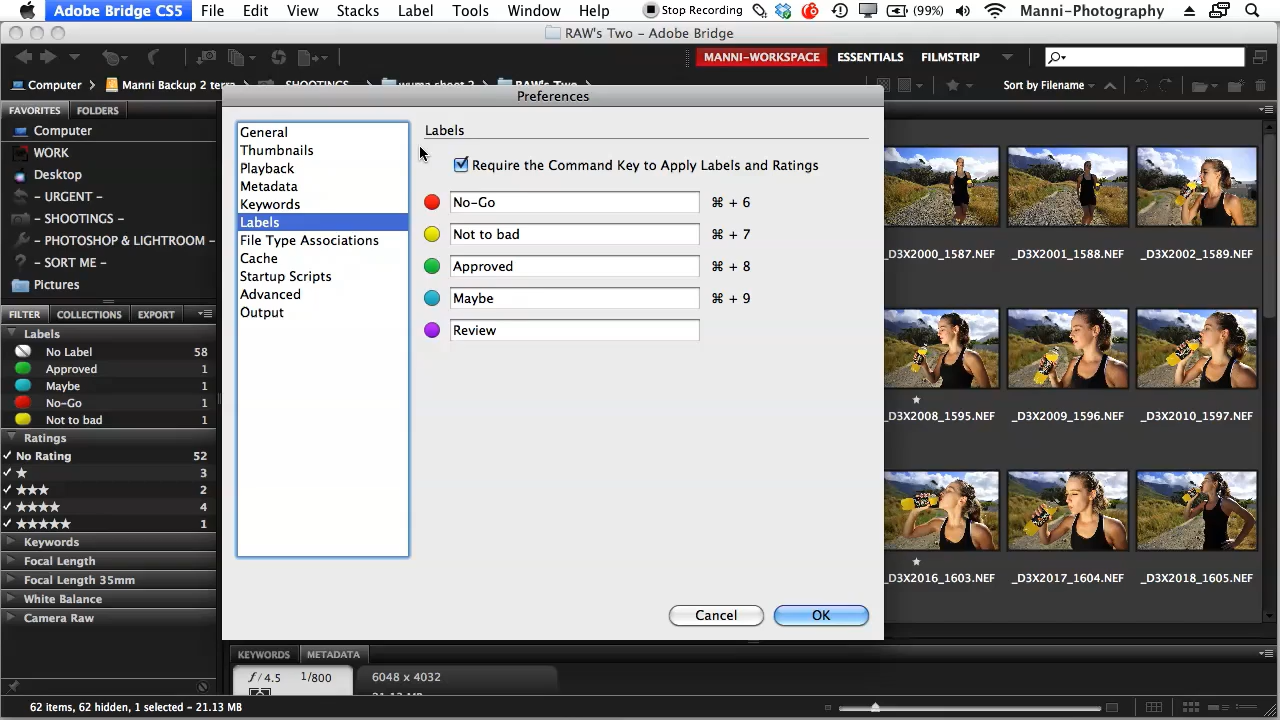 Adobe Bridge CS5 File Edit View Stacks Label Tools Window Help Stop Recording (99%) Manni-Photography
RAW's Two – Adobe Bridge
MANNI-WORKSPACE ESSENTIALS FILMSTRIP
Computer Manni Backup 2 terra SHOOTINGS wuma shoot 2 RAW's Two Sort by Filename
Preferences
FAVORITES FOLDERS
Computer
WORK
Desktop
- URGENT -
- SHOOTINGS -
- PHOTOSHOP & LIGHTROOM -
- SORT ME -
Pictures
FILTER COLLECTIONS EXPORT
Labels
No Label 58
Approved 1
Maybe 1
No-Go 1
Not to bad 1
Ratings
No Rating 52
★ 3
★★★ 2
★★★★ 4
★★★★★ 1
Keywords
Focal Length
Focal Length 35mm
White Balance
Camera Raw
General
Thumbnails
Playback
Metadata
Keywords
Labels
File Type Associations
Cache
Startup Scripts
Advanced
Output
Labels
Require the Command Key to Apply Labels and Ratings
No-Go ⌘ + 6
Not to bad ⌘ + 7
Approved ⌘ + 8
Maybe ⌘ + 9
Review
Cancel OK
_D3X2000_1587.NEF _D3X2001_1588.NEF _D3X2002_1589.NEF
_D3X2008_1595.NEF _D3X2009_1596.NEF _D3X2010_1597.NEF
_D3X2016_1603.NEF _D3X2017_1604.NEF _D3X2018_1605.NEF
KEYWORDS METADATA
ƒ/4.5 1/800 6048 x 4032
21.13 MB
62 items, 62 hidden, 1 selected - 21.13 MB